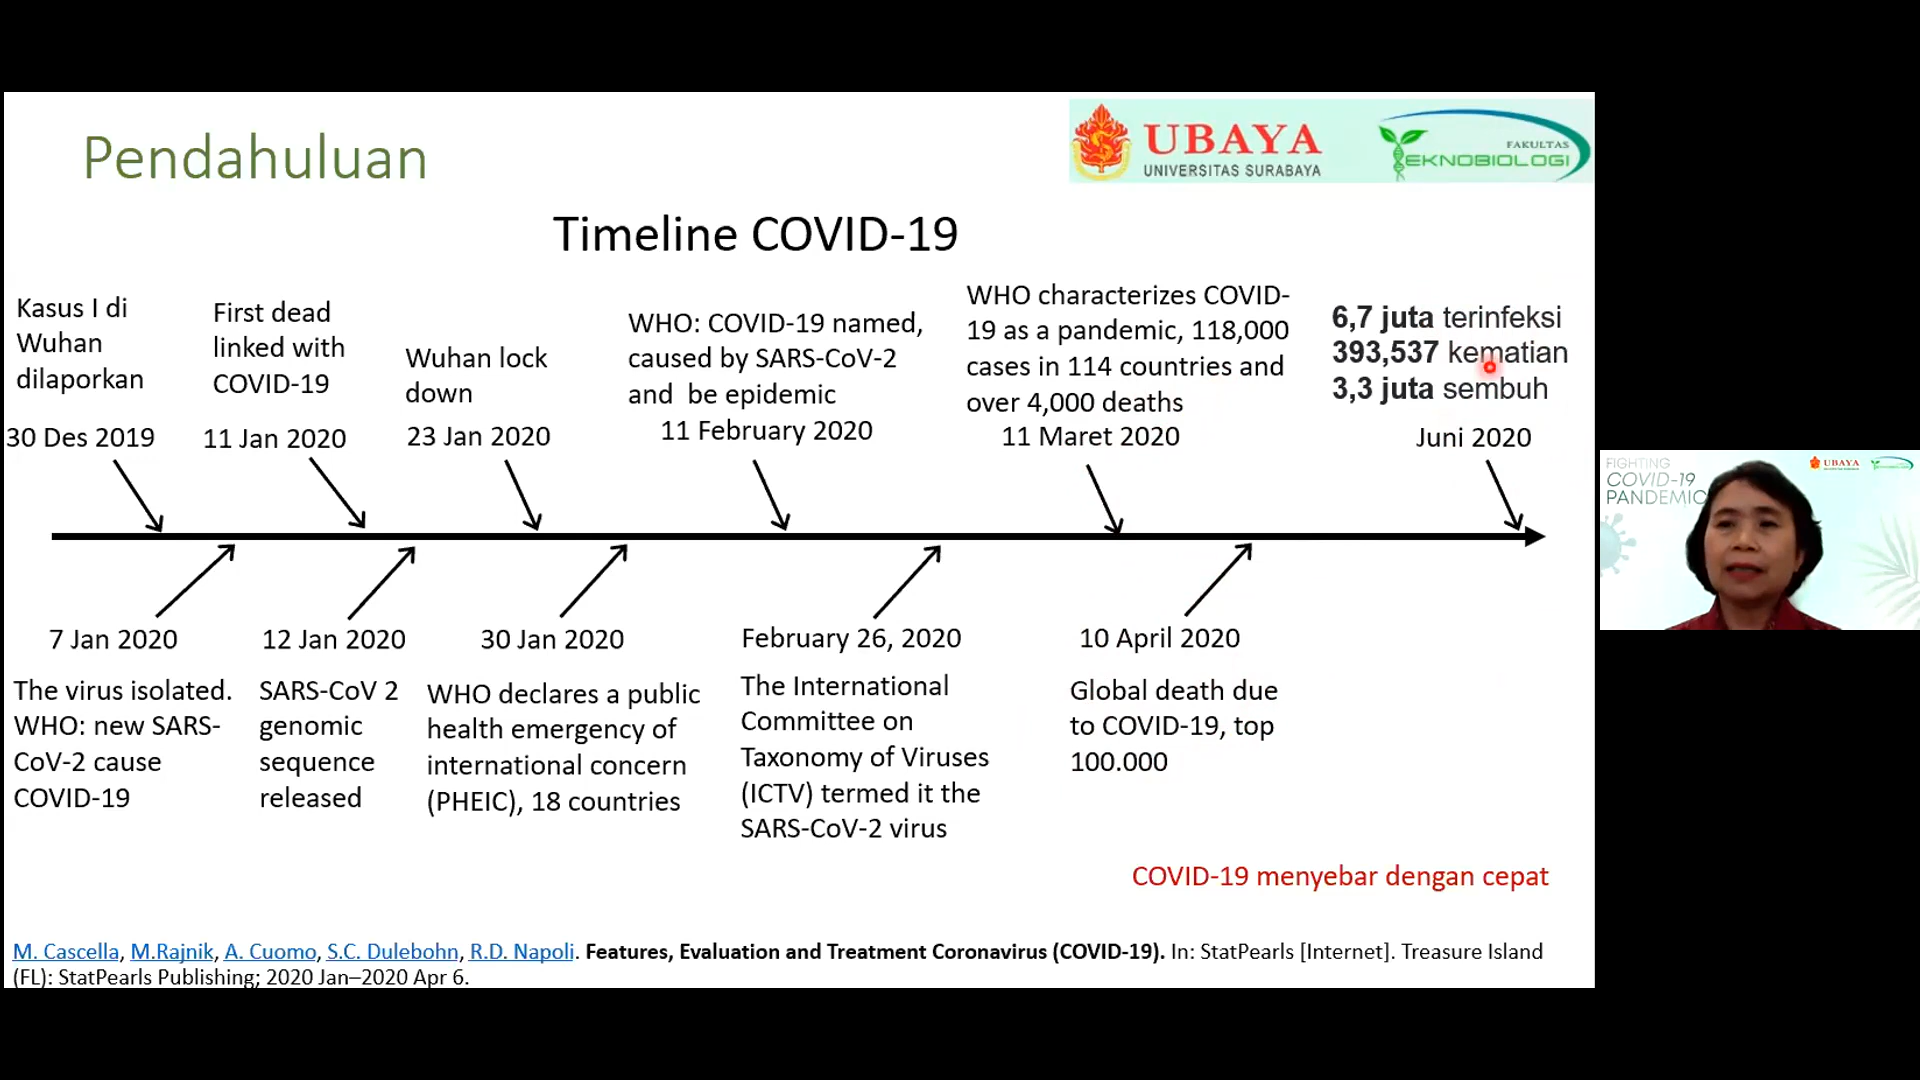 Pendahuluan
UBAYA
UNIVERSITAS SURABAYA
FAKULTAS
TEKNOBIOLOGI
Timeline COVID-19
Kasus I di
Wuhan
dilaporkan
30 Des 2019
First dead
linked with
COVID-19
11 Jan 2020
Wuhan lock
down
23 Jan 2020
WHO: COVID-19 named,
caused by SARS-CoV-2
and  be epidemic
11 February 2020
WHO characterizes COVID-
19 as a pandemic, 118,000
cases in 114 countries and
over 4,000 deaths
11 Maret 2020
6,7 juta terinfeksi
393,537 kematian
3,3 juta sembuh
Juni 2020
7 Jan 2020
The virus isolated.
WHO: new SARS-
CoV-2 cause
COVID-19
12 Jan 2020
SARS-CoV 2
genomic
sequence
released
30 Jan 2020
WHO declares a public
health emergency of
international concern
(PHEIC), 18 countries
February 26, 2020
The International
Committee on
Taxonomy of Viruses
(ICTV) termed it the
SARS-CoV-2 virus
10 April 2020
Global death due
to COVID-19, top
100.000
COVID-19 menyebar dengan cepat
M. Cascella, M.Rajnik, A. Cuomo, S.C. Dulebohn, R.D. Napoli. Features, Evaluation and Treatment Coronavirus (COVID-19). In: StatPearls [Internet]. Treasure Island
(FL): StatPearls Publishing; 2020 Jan–2020 Apr 6.
FIGHTING
COVID-19
PANDEMIC
UBAYA